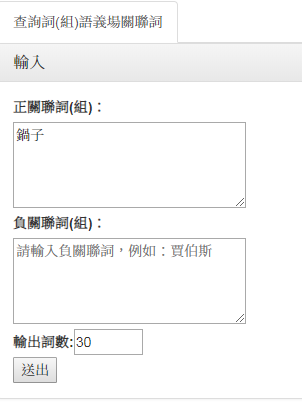 查詢詞(組)語義場關聯詞
輸入
正關聯詞(組)：
鍋子
負關聯詞(組)：
請輸入負關聯詞，例如：賈伯斯
輸出詞數:30
送出